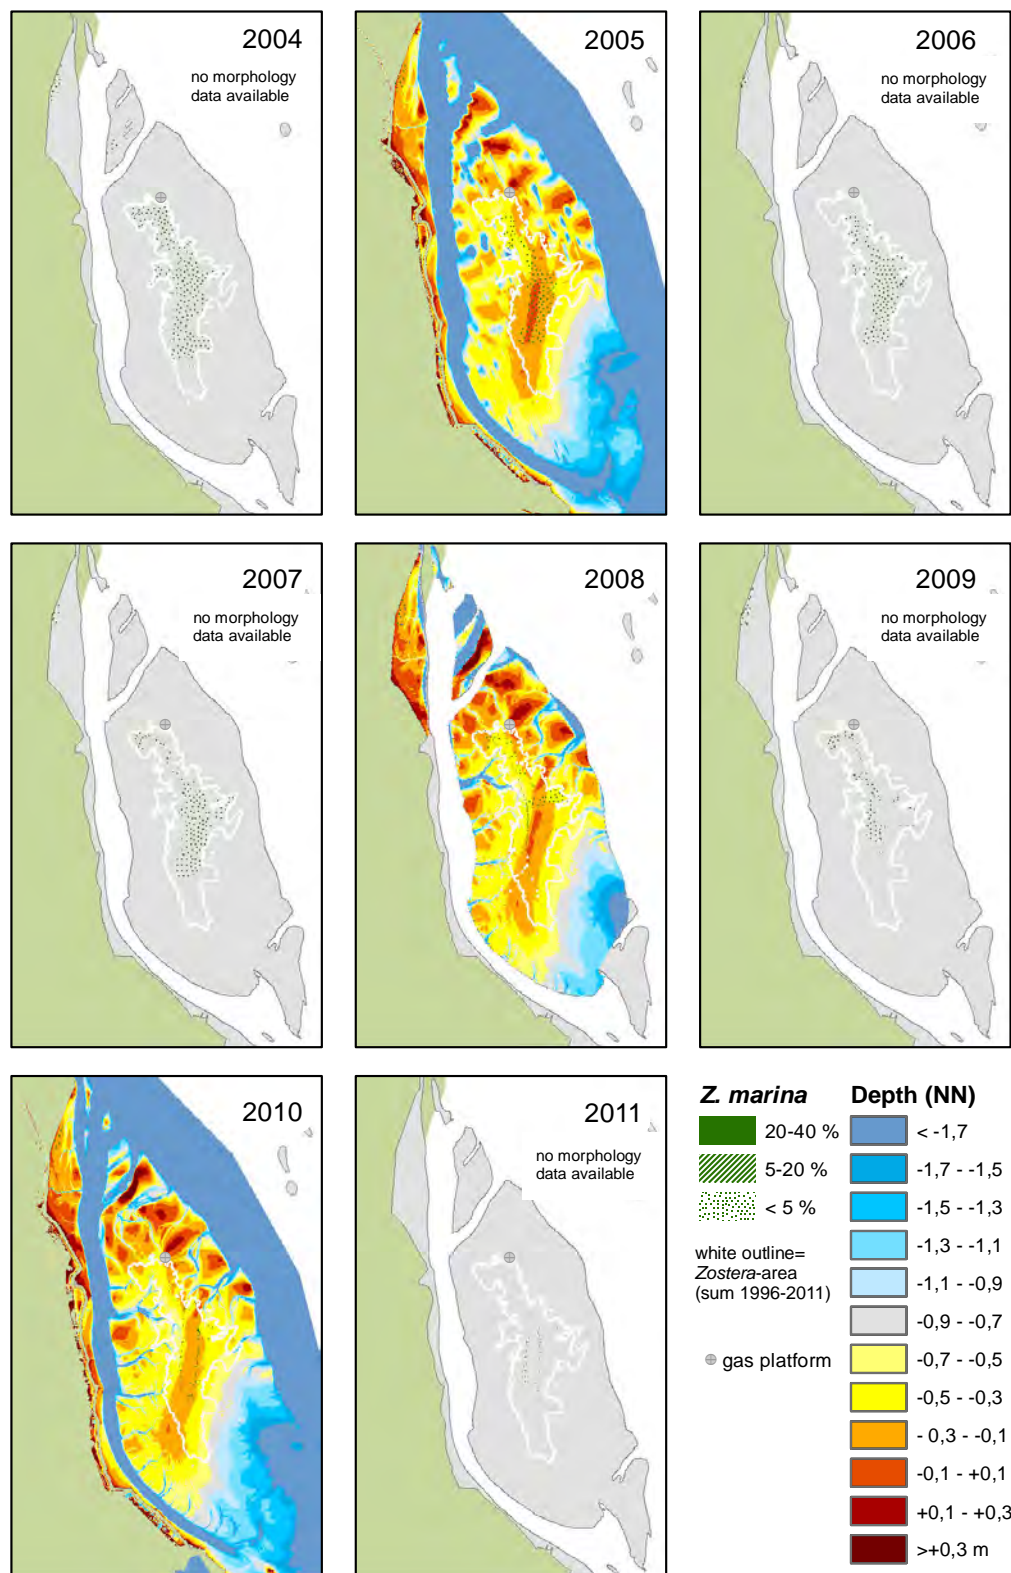 2004
no morphology
data available
2005
2006
no morphology
data available
2007
no morphology
data available
2008
2009
no morphology
data available
2010
2011
no morphology
data available
Z. marina
20-40 %
5-20 %
< 5 %
white outline=
Zostera-area
(sum 1996-2011)
gas platform
Depth (NN)
< -1,7
-1,7 - -1,5
-1,5 - -1,3
-1,3 - -1,1
-1,1 - -0,9
-0,9 - -0,7
-0,7 - -0,5
-0,5 - -0,3
- 0,3 - -0,1
-0,1 - +0,1
+0,1 - +0,3
>+0,3 m